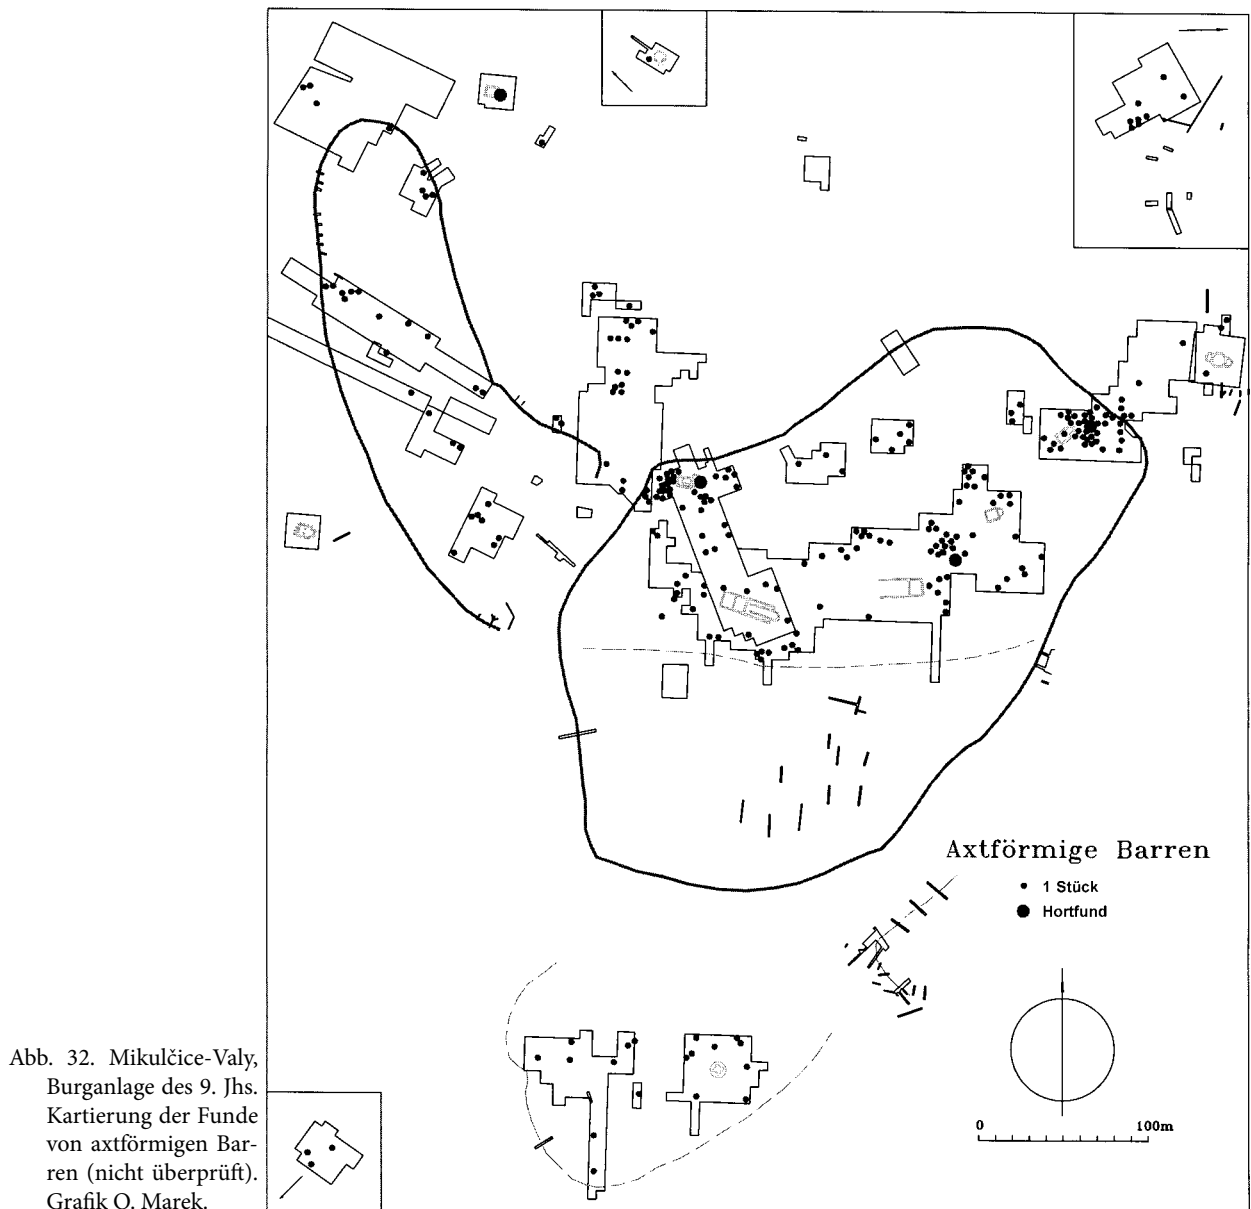 Axtförmige Barren
1 Stück
Hortfund
0 100m
Abb. 32. Mikulčice-Valy,
Burganlage des 9. Jhs.
Kartierung der Funde
von axtförmigen Bar-
ren (nicht überprüft).
Grafik O. Marek.